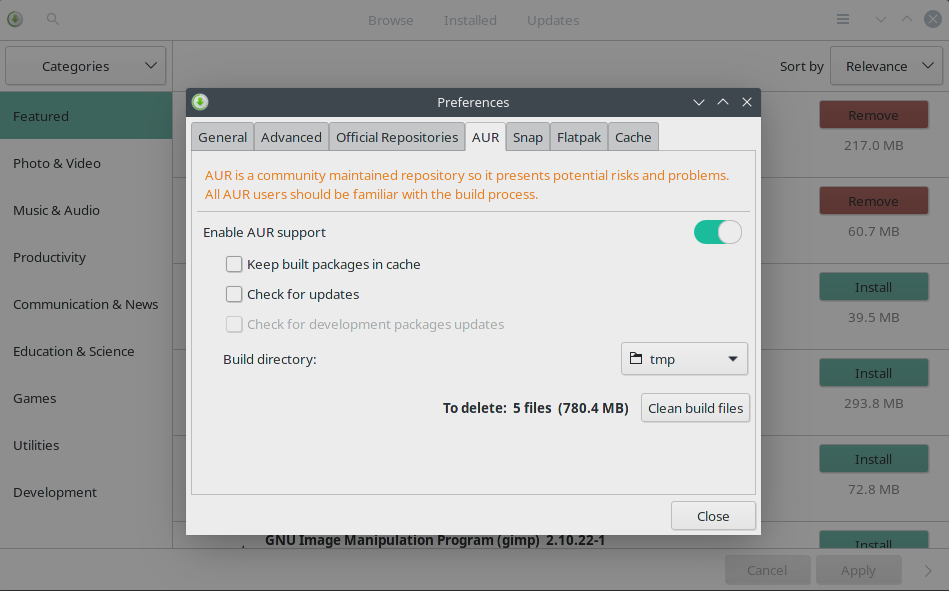 Browse Installed Updates
Categories
Sort by Relevance
Featured
Photo & Video
Music & Audio
Productivity
Communication & News
Education & Science
Games
Utilities
Development
Preferences
General Advanced Official Repositories AUR Snap Flatpak Cache
AUR is a community maintained repository so it presents potential risks and problems.
All AUR users should be familiar with the build process.
Enable AUR support
Keep built packages in cache
Check for updates
Check for development packages updates
Build directory: tmp
To delete: 5 files (780.4 MB) Clean build files
Close
Remove
217.0 MB
Remove
60.7 MB
Install
39.5 MB
Install
293.8 MB
Install
72.8 MB
GNU Image Manipulation Program (gimp) 2.10.22-1
Install
Cancel Apply